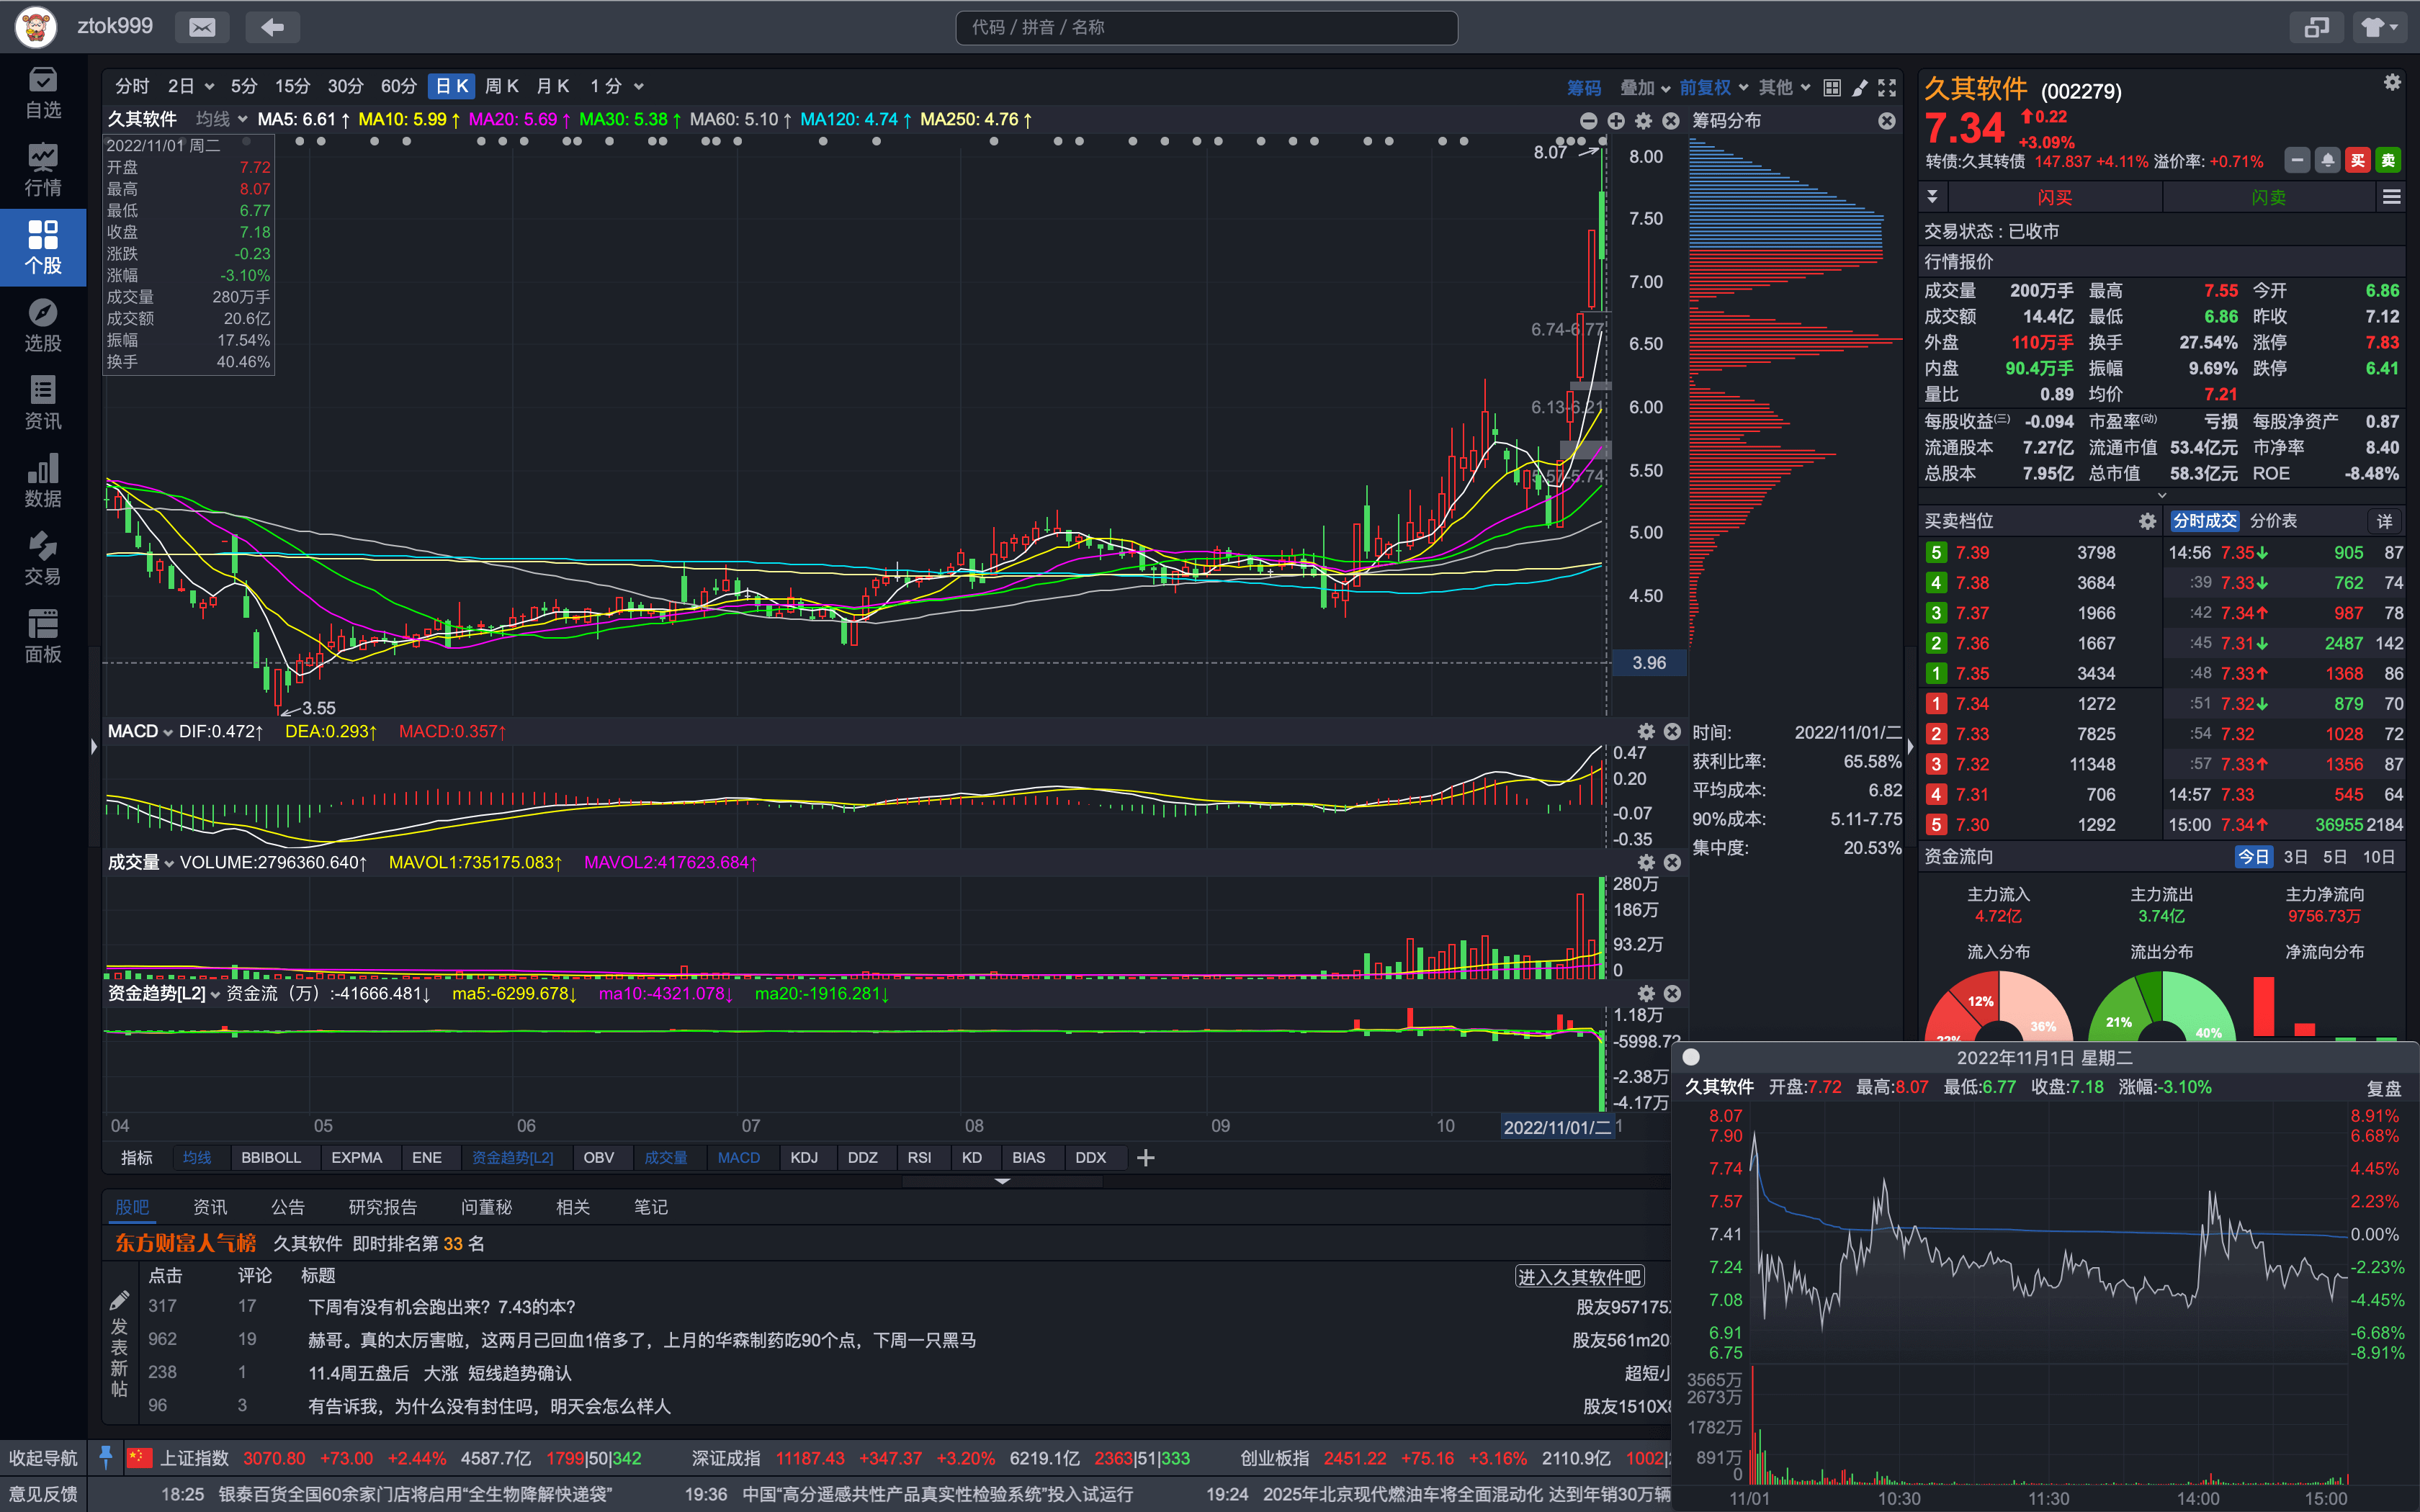 ztok999
代码 / 拼音 / 名称
自选
行情
个股
选股
资讯
数据
交易
面板
分时 2日 5分 15分 30分 60分 日K 周K 月K 1分 筹码 叠加 前复权 其他
久其软件 均线 MA5: 6.61↑ MA10: 5.99↑ MA20: 5.69↑ MA30: 5.38↑ MA60: 5.10↑ MA120: 4.74↑ MA250: 4.76↑
2022/11/01 周二
开盘 7.72
最高 8.07
最低 6.77
收盘 7.18
涨跌 -0.23
涨幅 -3.10%
成交量 280万手
成交额 20.6亿
振幅 17.54%
换手 40.46%
8.07
6.74-6.77
6.13-6.21
5.57-5.74
3.55
8.00
7.50
7.00
6.50
6.00
5.50
5.00
4.50
3.96
MACD DIF:0.472↑ DEA:0.293↑ MACD:0.357↑
0.47
0.20
-0.07
-0.35
成交量 VOLUME:2796360.640↑ MAVOL1:735175.083↑ MAVOL2:417623.684↑
280万
186万
93.2万
0
资金趋势[L2] 资金流（万）:-41666.481↓ ma5:-6299.678↓ ma10:-4321.078↓ ma20:-1916.281↓
1.18万
-5998.72
-2.38万
-4.17万
04 05 06 07 08 09 10 2022/11/01/二 1
指标 均线 BBIBOLL EXPMA ENE 资金趋势[L2] OBV 成交量 MACD KDJ DDZ RSI KD BIAS DDX
筹码分布
时间: 2022/11/01/二
获利比率: 65.58%
平均成本: 6.82
90%成本: 5.11-7.75
集中度: 20.53%
股吧 资讯 公告 研究报告 问董秘 相关 笔记
东方财富人气榜 久其软件 即时排名第 33 名
点击 评论 标题 进入久其软件吧
发表新帖
317 17 下周有没有机会跑出来？7.43的本？ 股友957175
962 19 赫哥。真的太厉害啦，这两月己回血1倍多了，上月的华森制药吃90个点，下周一只黑马 股友561m20
238 1 11.4周五盘后 大涨 短线趋势确认 超短小
96 3 有告诉我，为什么没有封住吗，明天会怎么样人 股友1510X
久其软件 (002279)
7.34 ↑0.22
+3.09%
转债:久其转债 147.837 +4.11% 溢价率: +0.71% 买 卖
闪买 闪卖
交易状态 : 已收市
行情报价
成交量 200万手 最高 7.55 今开 6.86
成交额 14.4亿 最低 6.86 昨收 7.12
外盘 110万手 换手 27.54% 涨停 7.83
内盘 90.4万手 振幅 9.69% 跌停 6.41
量比 0.89 均价 7.21
每股收益(三) -0.094 市盈率(动) 亏损 每股净资产 0.87
流通股本 7.27亿 流通市值 53.4亿元 市净率 8.40
总股本 7.95亿 总市值 58.3亿元 ROE -8.48%
买卖档位 分时成交 分价表 详
5 7.39 3798 14:56 7.35↓ 905 87
4 7.38 3684 :39 7.33↓ 762 74
3 7.37 1966 :42 7.34↑ 987 78
2 7.36 1667 :45 7.31↓ 2487 142
1 7.35 3434 :48 7.33↑ 1368 86
1 7.34 1272 :51 7.32↓ 879 70
2 7.33 7825 :54 7.32 1028 72
3 7.32 11348 :57 7.33↑ 1356 87
4 7.31 706 14:57 7.33 545 64
5 7.30 1292 15:00 7.34↑ 36955 2184
资金流向 今日 3日 5日 10日
主力流入 主力流出 主力净流向
4.72亿 3.74亿 9756.73万
流入分布 流出分布 净流向分布
12% 36% 21% 40%
2022年11月1日 星期二
久其软件 开盘:7.72 最高:8.07 最低:6.77 收盘:7.18 涨幅:-3.10% 复盘
8.07 8.91%
7.90 6.68%
7.74 4.45%
7.57 2.23%
7.41 0.00%
7.24 -2.23%
7.08 -4.45%
6.91 -6.68%
6.75 -8.91%
3565万
2673万
1782万
891万
0
11/01 10:30 11:30 14:00 15:00
收起导航 上证指数 3070.80 +73.00 +2.44% 4587.7亿 1799|50|342 深证成指 11187.43 +347.37 +3.20% 6219.1亿 2363|51|333 创业板指 2451.22 +75.16 +3.16% 2110.9亿 1002|
意见反馈 18:25 银泰百货全国60余家门店将启用“全生物降解快递袋” 19:36 中国“高分遥感共性产品真实性检验系统”投入试运行 19:24 2025年北京现代燃油车将全面混动化 达到年销30万辆